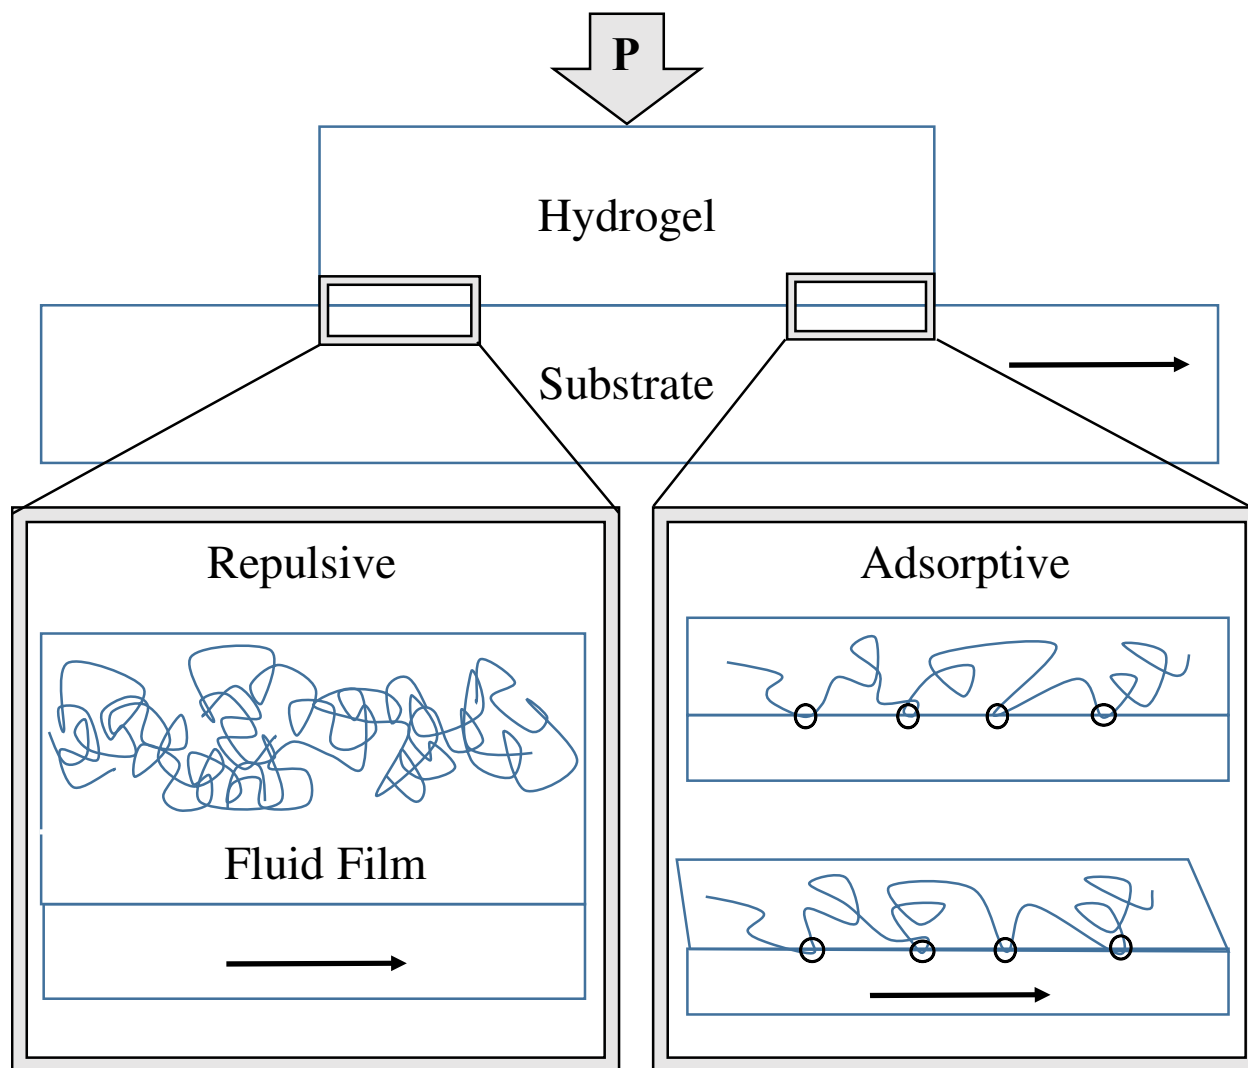 P
Hydrogel
Substrate
Repulsive
Adsorptive
Fluid Film